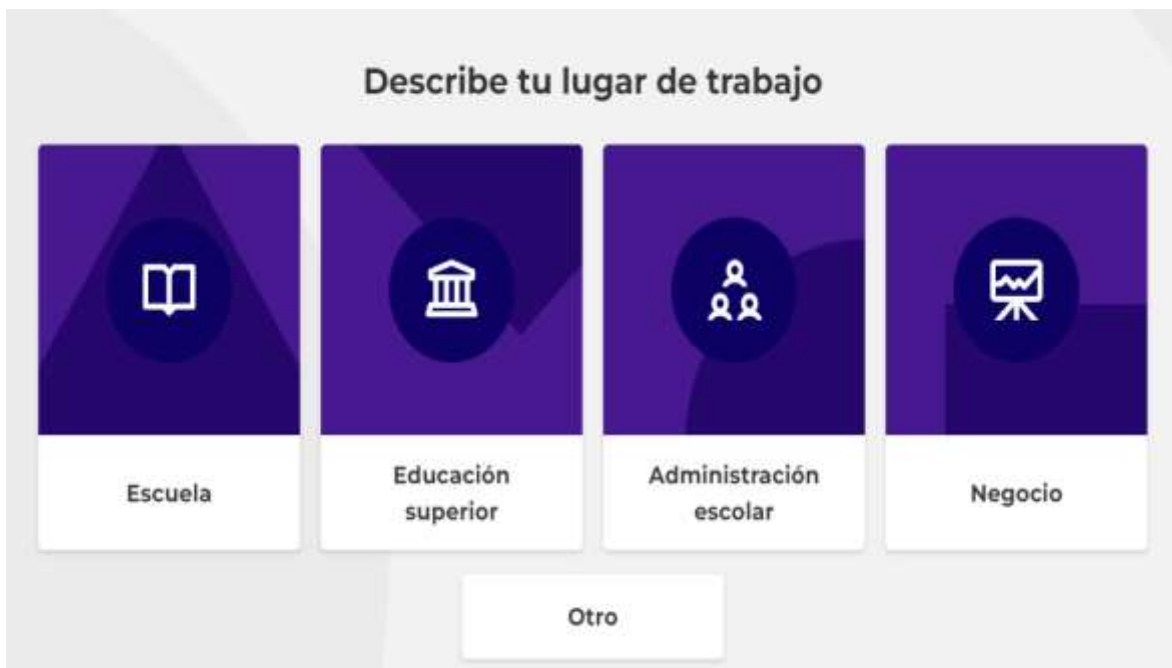 Describe tu lugar de trabajo
Escuela
Educación
superior
Administración
escolar
Negocio
Otro